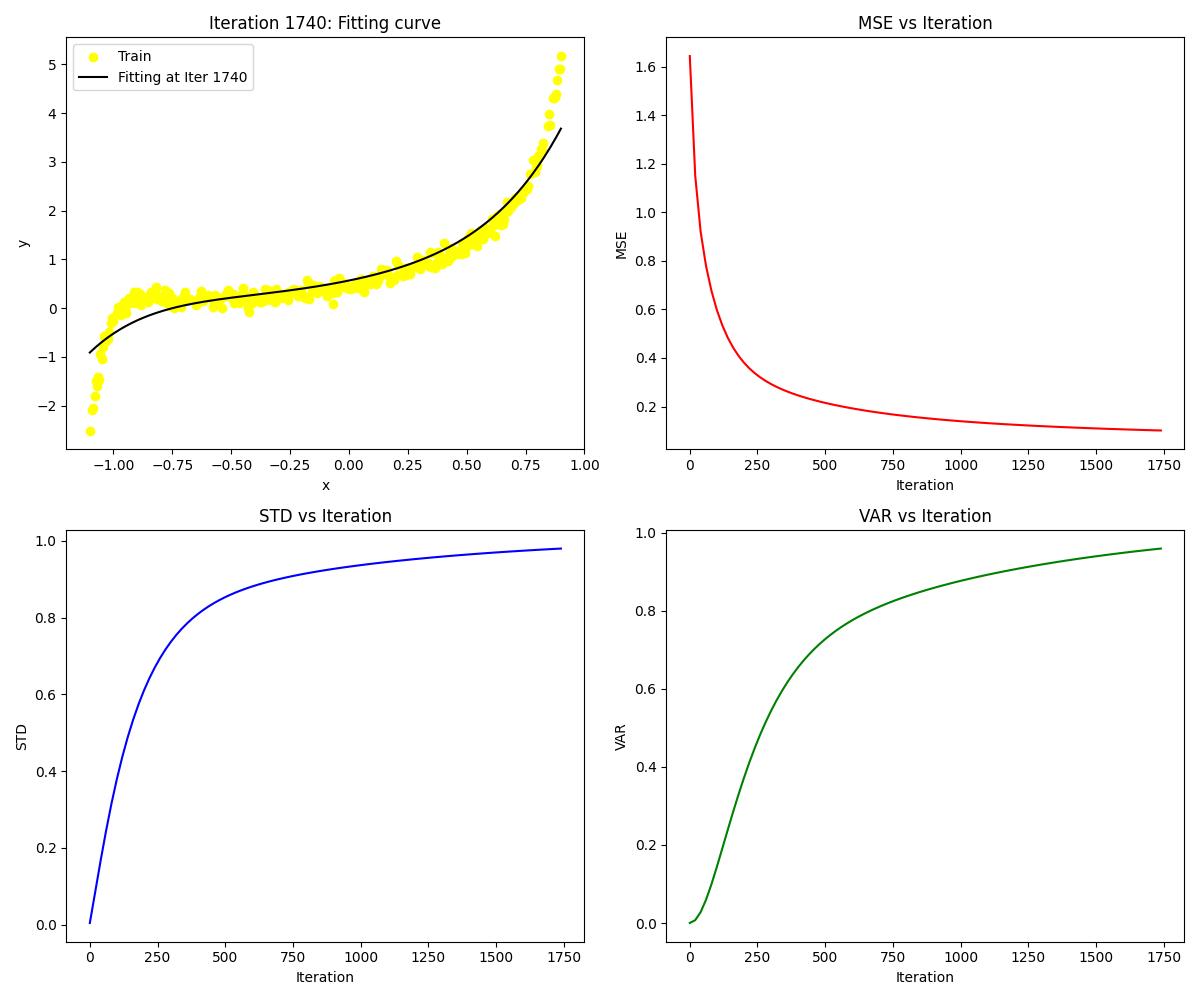 Iteration 1740: Fitting curve
Train
Fitting at Iter 1740
y
5
4
3
2
1
0
−1
−2
−1.00 −0.75 −0.50 −0.25 0.00 0.25 0.50 0.75 1.00
x
MSE vs Iteration
MSE
1.6
1.4
1.2
1.0
0.8
0.6
0.4
0.2
0 250 500 750 1000 1250 1500 1750
Iteration
STD vs Iteration
STD
1.0
0.8
0.6
0.4
0.2
0.0
0 250 500 750 1000 1250 1500 1750
Iteration
VAR vs Iteration
VAR
1.0
0.8
0.6
0.4
0.2
0.0
0 250 500 750 1000 1250 1500 1750
Iteration